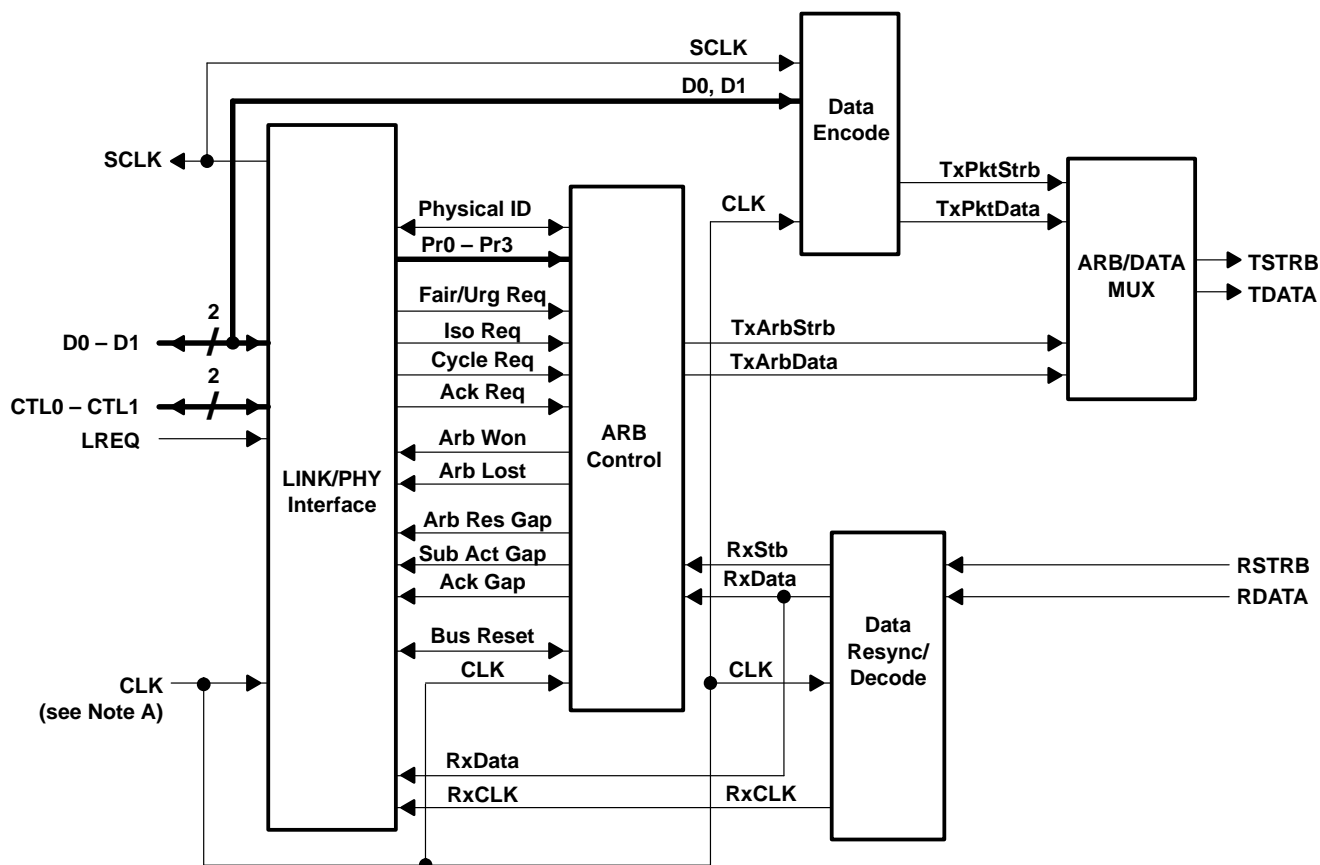 SCLK
D0, D1
Data
Encode
SCLK
TxPktStrb
Physical ID
CLK
TxPktData
Pr0 – Pr3
ARB/DATA
MUX
TSTRB
TDATA
Fair/Urg Req
2
TxArbStrb
D0 – D1
Iso Req
Cycle Req
TxArbData
2
Ack Req
CTL0 – CTL1
LREQ
Arb Won
ARB
Control
Arb Lost
LINK/PHY
Interface
Arb Res Gap
Sub Act Gap
RxStb
RSTRB
Ack Gap
RxData
RDATA
Data
Resync/
Decode
Bus Reset
CLK
CLK
CLK
(see Note A)
RxData
RxCLK
RxCLK